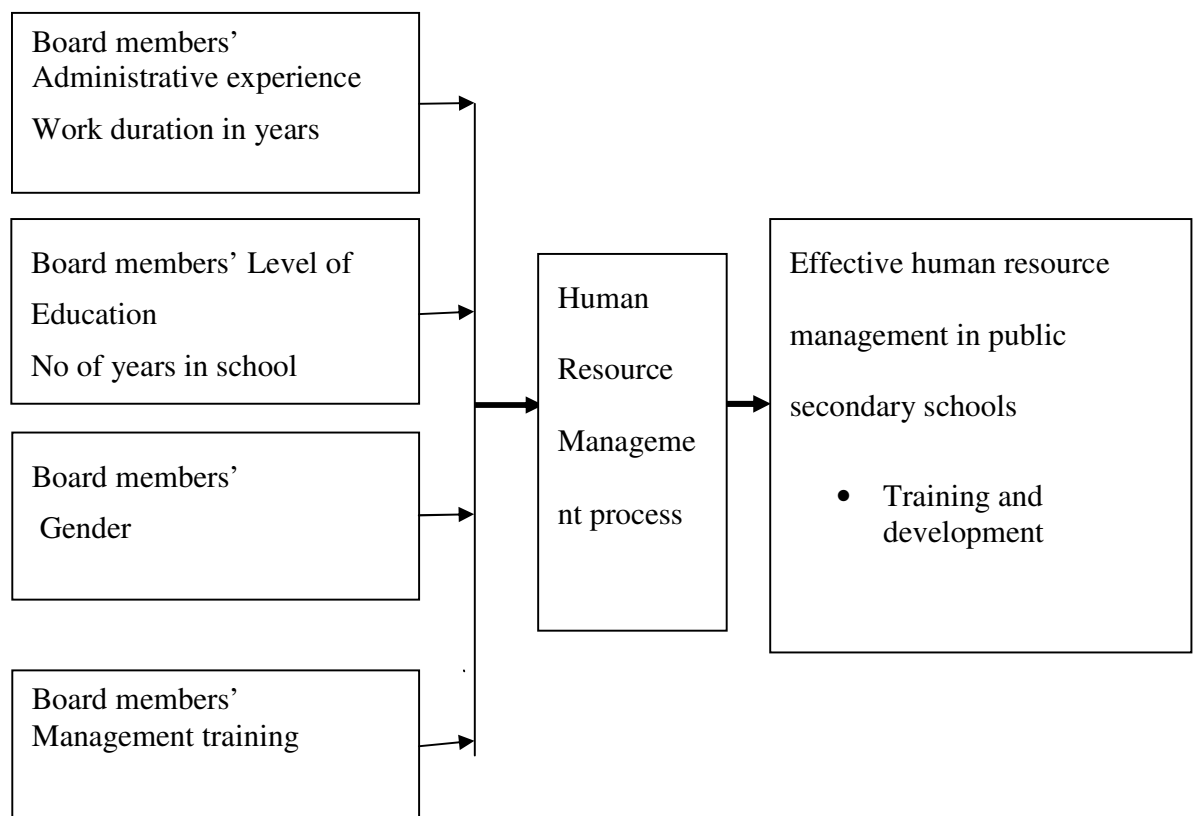 Board members’
Administrative experience
Work duration in years
Board members’ Level of
Education
No of years in school
Board members’
Gender
Board members’
Management training
Human
Resource
Manageme
nt process
Effective human resource
management in public
secondary schools
• Training and
development